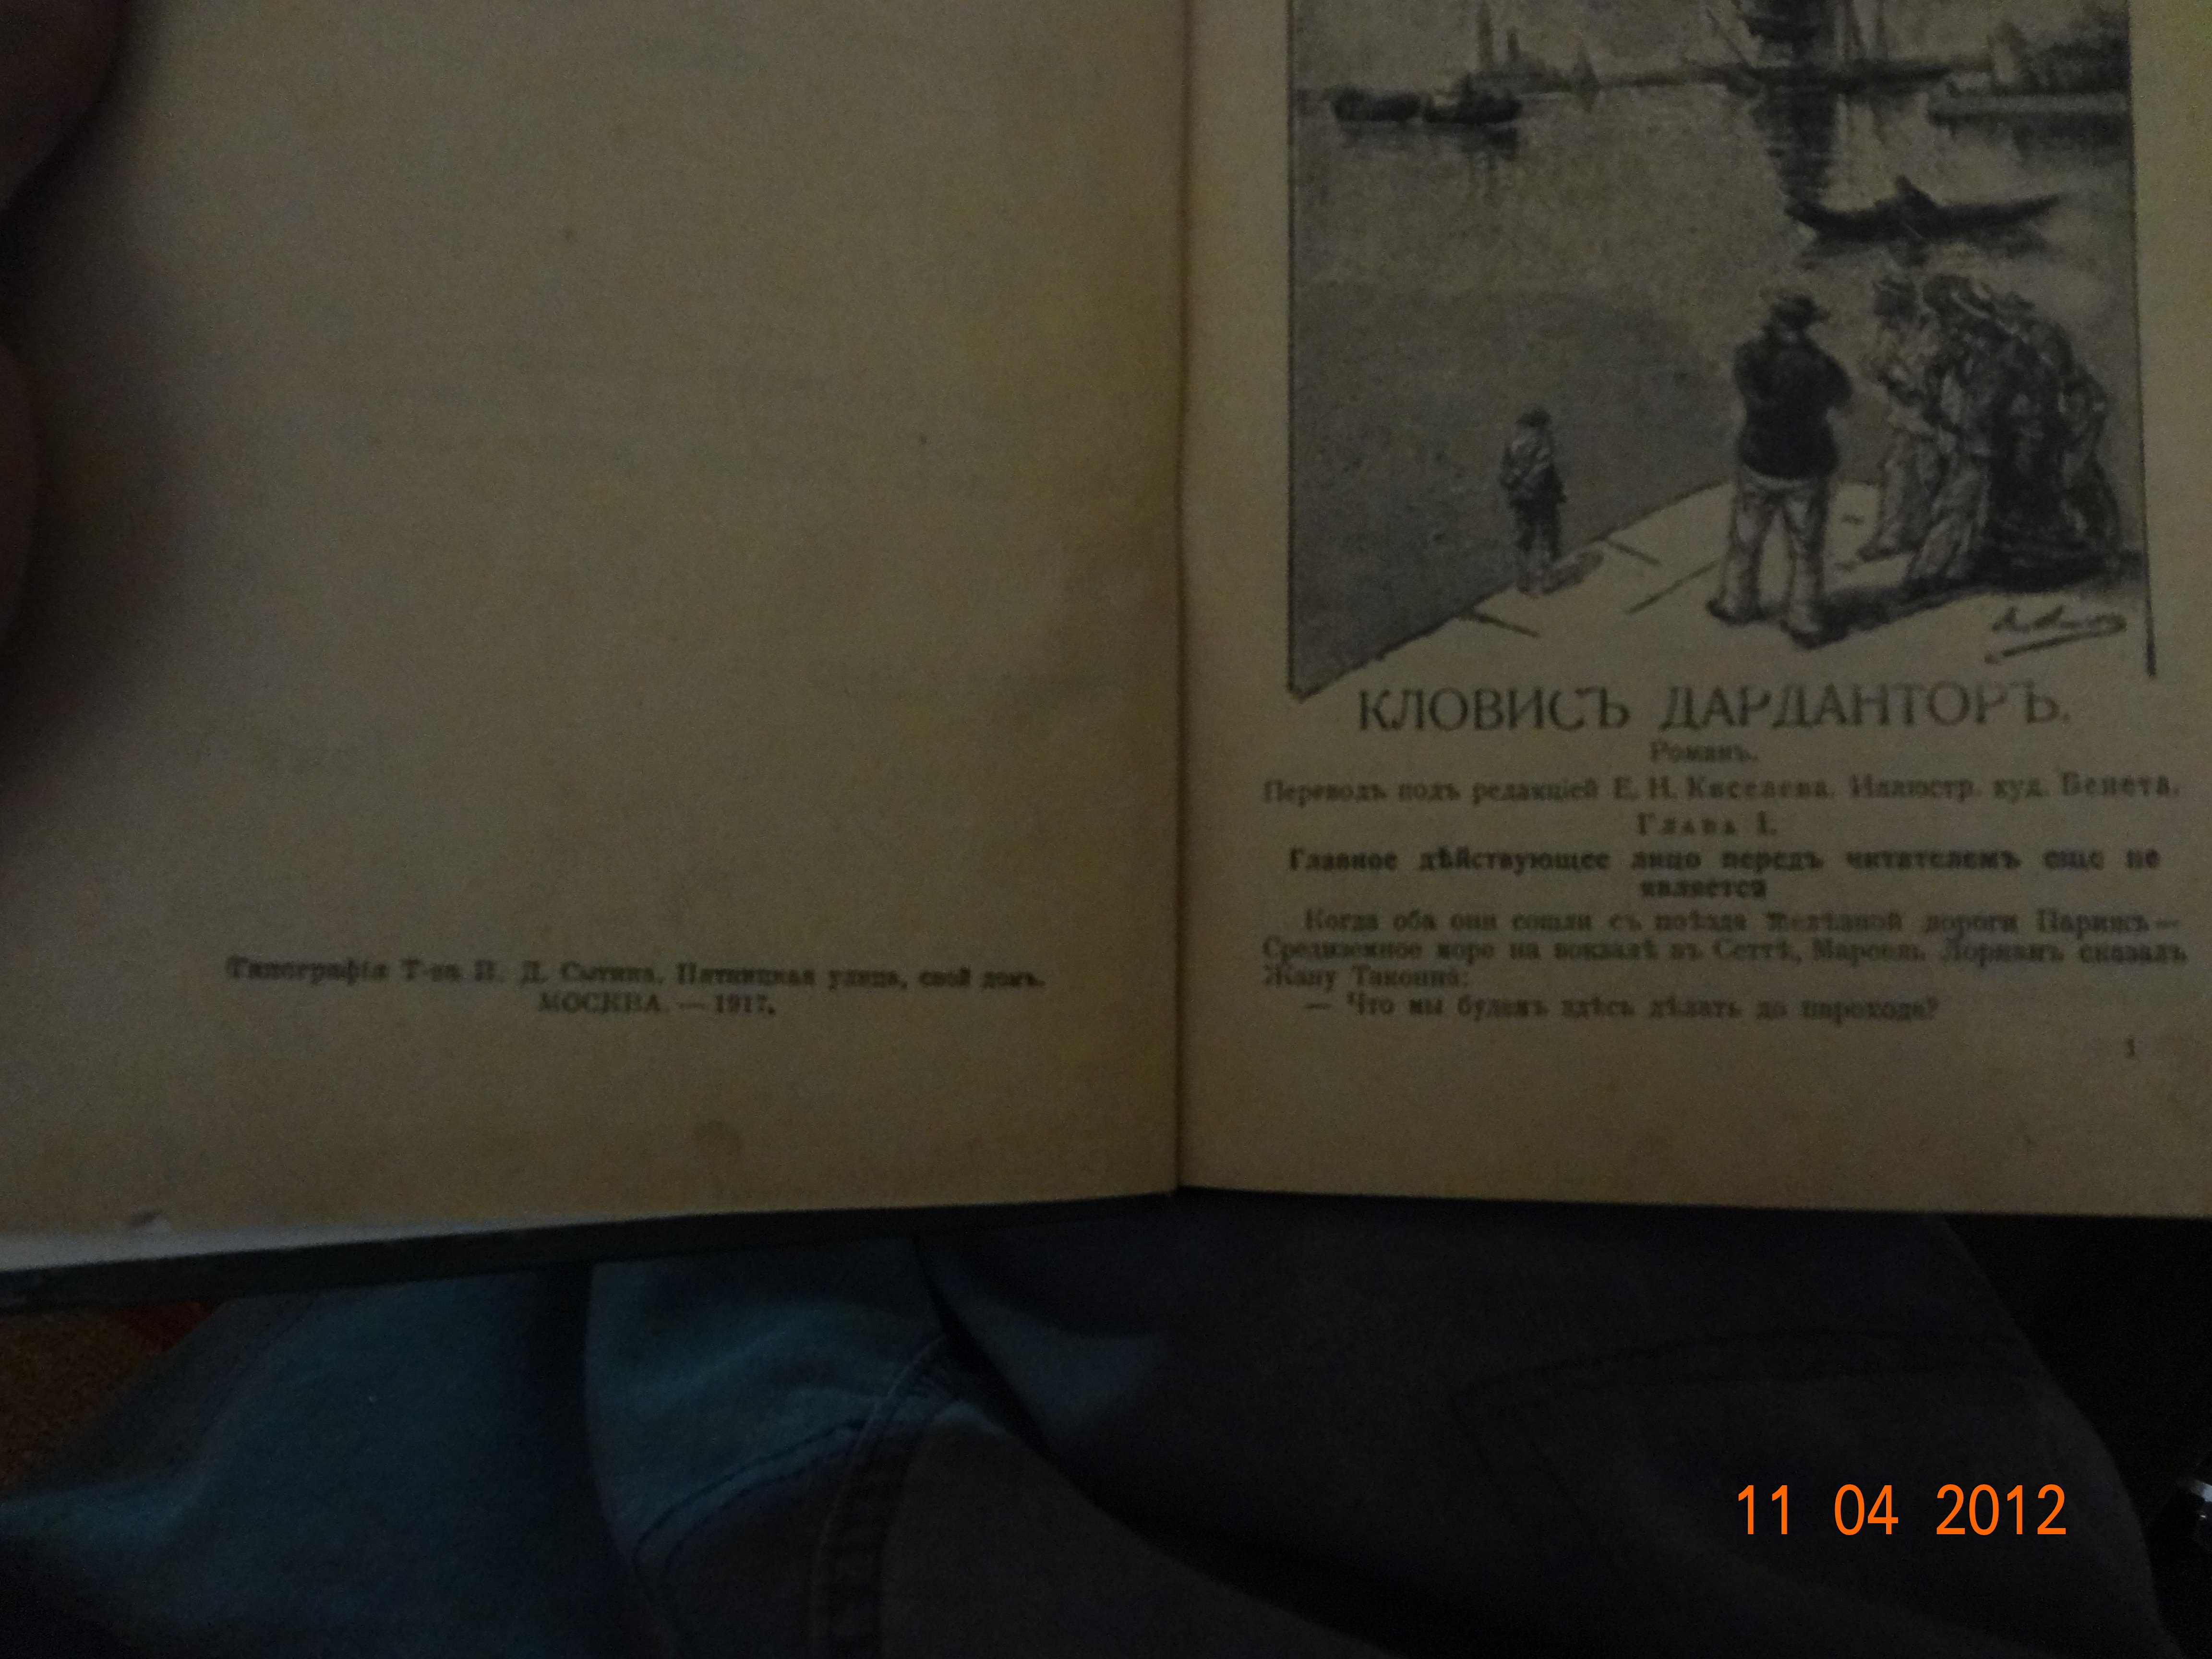 Типографія Т-ва И. Д. Сытина, Пятницкая улица, свой домъ.
МОСКВА. — 1917.
КЛОВИСЪ ДАРДАНТОРЪ.
Романъ.
Переводъ подъ редакціей Е. Н. Киселева. Иллюстр. худ. Бенета.
Глава I.
Главное дѣйствующее лицо передъ читателемъ еще не
является
Когда оба они сошли съ поѣзда желѣзной дороги Парижъ—
Средиземное море на вокзалѣ въ Сеттѣ, Марсель Лорманъ сказалъ
Жану Таконна:
— Что мы будемъ здѣсь дѣлать до парохода?
1
11 04 2012